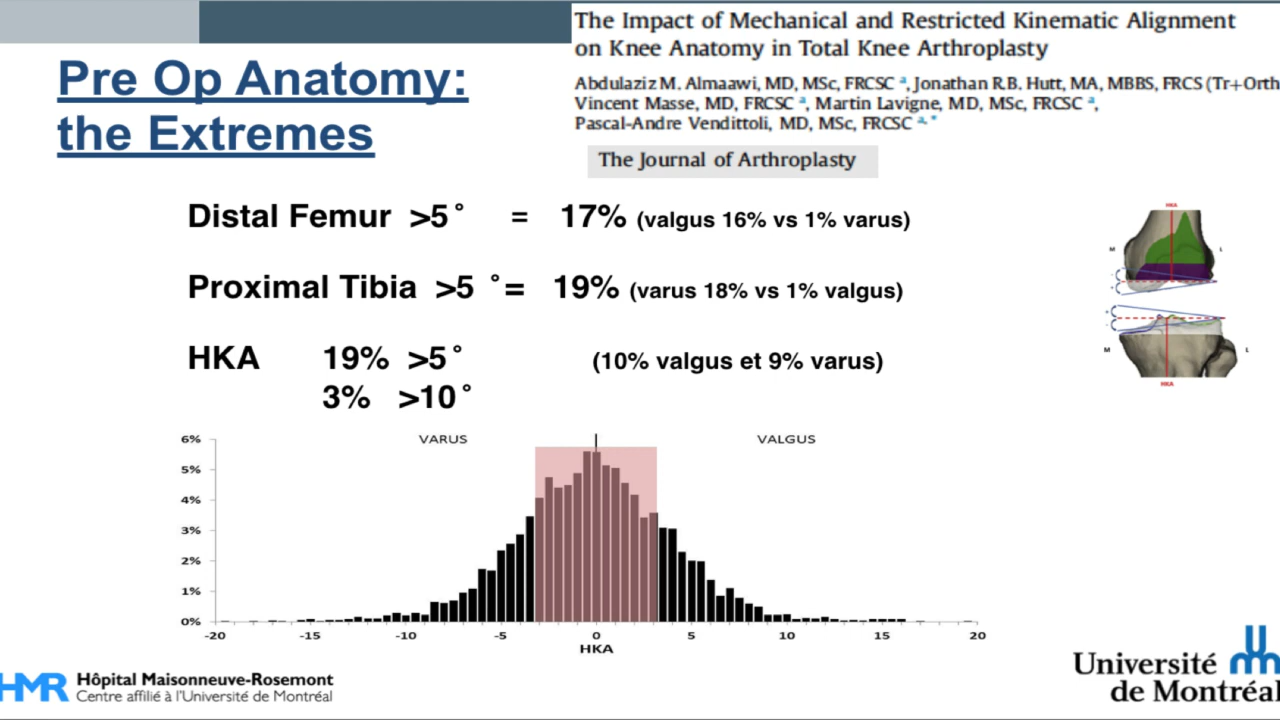 The Impact of Mechanical and Restricted Kinematic Alignment
on Knee Anatomy in Total Knee Arthroplasty
Abdulaziz M. Almaawi, MD, MSc, FRCSC ª, Jonathan R.B. Hutt, MA, MBBS, FRCS (Tr+Orth
Vincent Masse, MD, FRCSC ª, Martin Lavigne, MD, MSc, FRCSC ª,
Pascal-Andre Vendittoli, MD, MSc, FRCSC ª, *
The Journal of Arthroplasty
Pre Op Anatomy:
the Extremes
Distal Femur >5° = 17% (valgus 16% vs 1% varus)
Proximal Tibia >5 °= 19% (varus 18% vs 1% valgus)
HKA 19% >5° (10% valgus et 9% varus)
3% >10°
HKA
M L
M L
HKA
VARUS VALGUS
6%
5%
4%
3%
2%
1%
0%
-20 -15 -10 -5 0 5 10 15 20
HKA
HMR Hôpital Maisonneuve-Rosemont
Centre affilié à l'Université de Montréal
Université
de Montréal